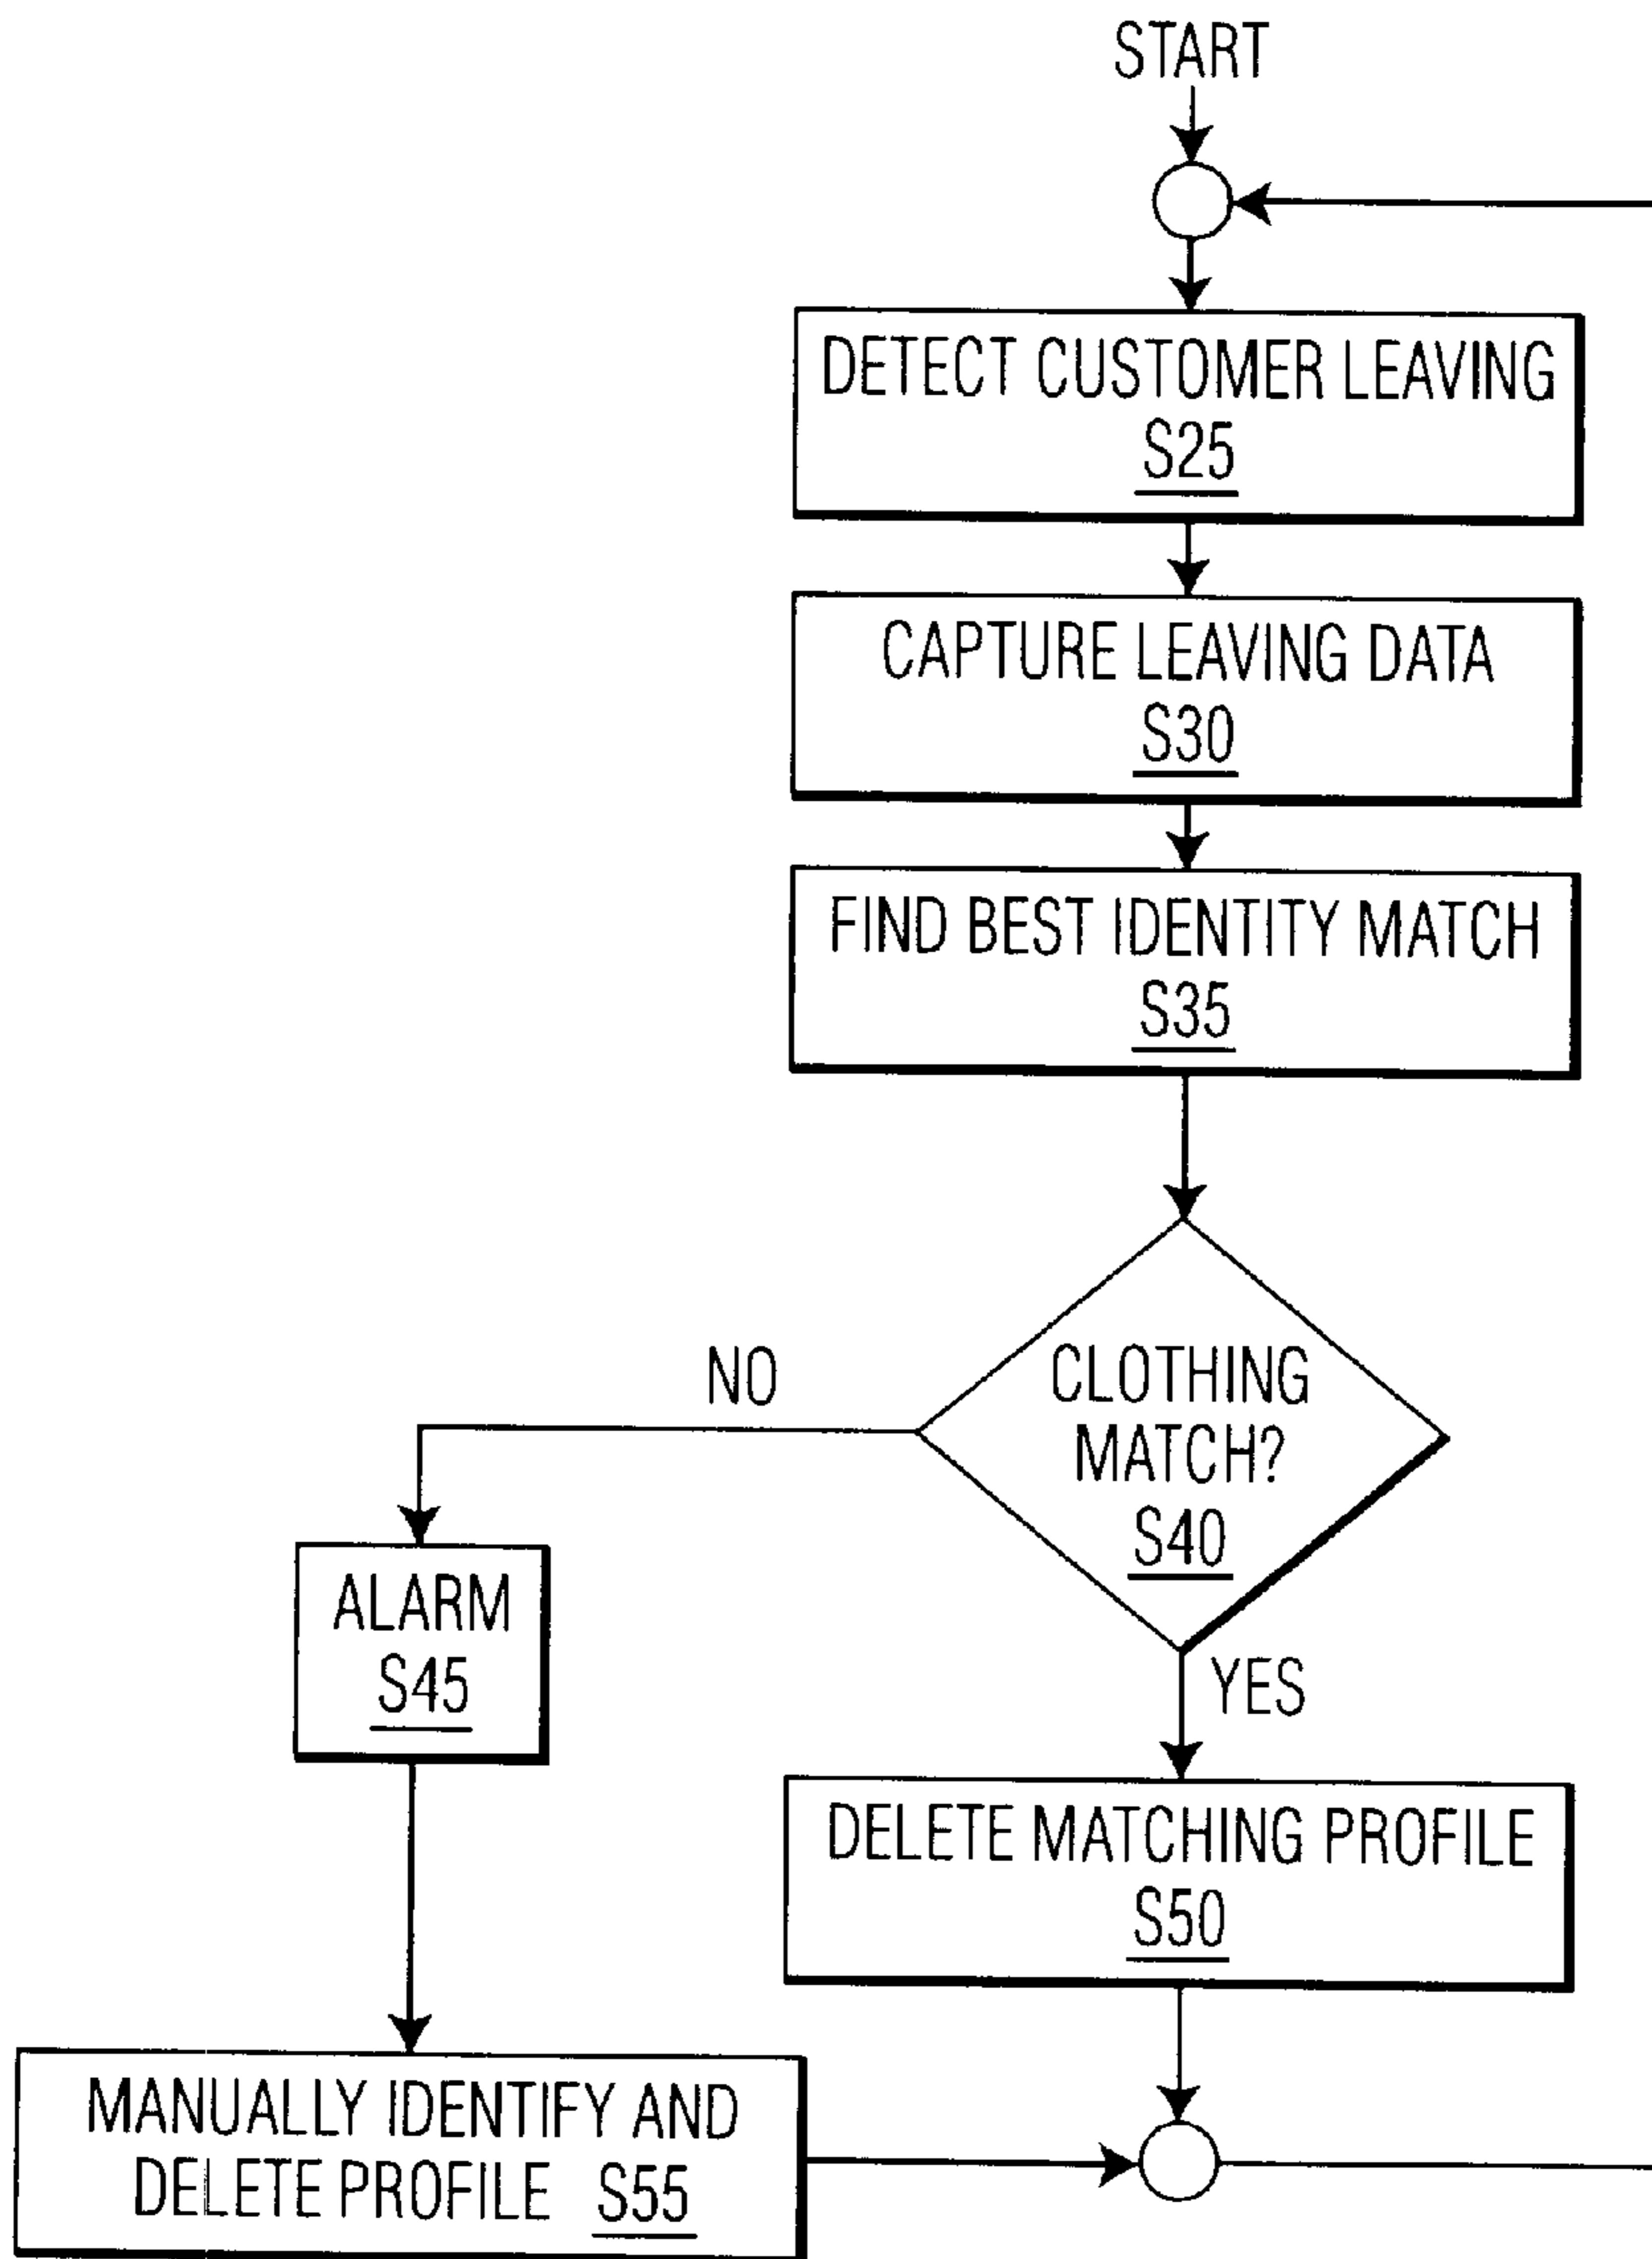 START
DETECT CUSTOMER LEAVING
S25
CAPTURE LEAVING DATA
S30
FIND BEST IDENTITY MATCH
S35
CLOTHING
MATCH?
S40
NO
YES
ALARM
S45
DELETE MATCHING PROFILE
S50
MANUALLY IDENTIFY AND
DELETE PROFILE S55